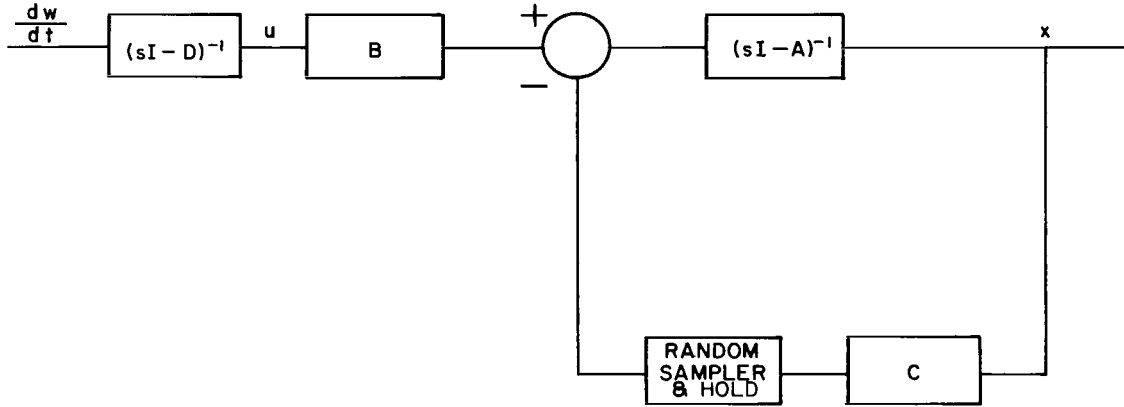 dw
dt
(sI-D)⁻¹
u
B
+
−
(sI-A)⁻¹
x
RANDOM
SAMPLER
& HOLD
C